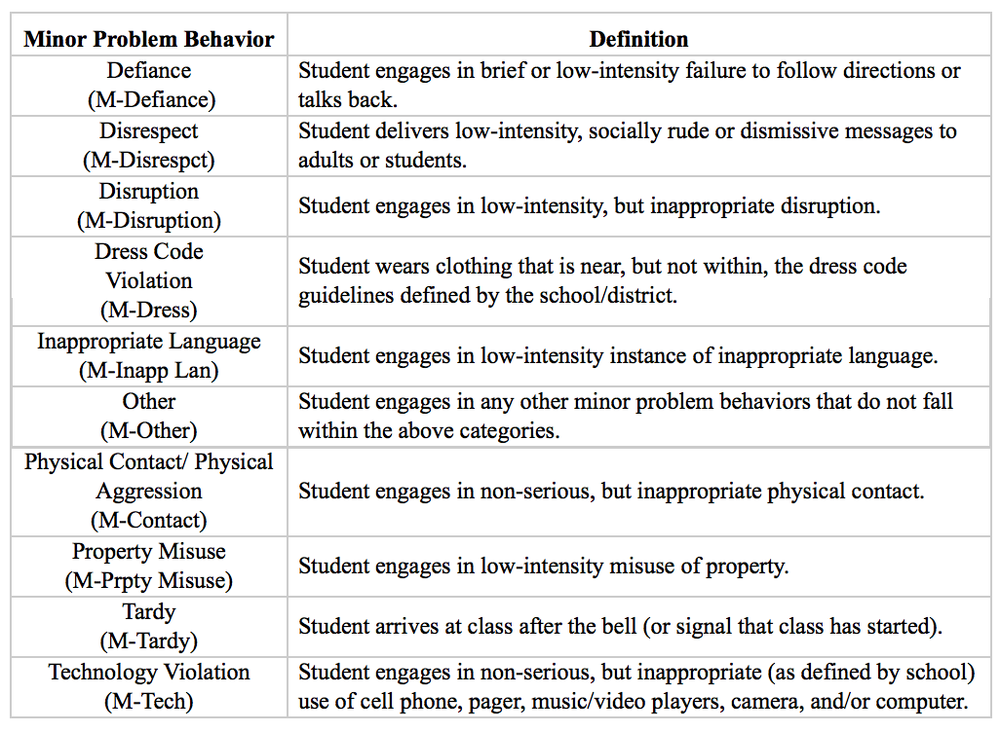 Minor Problem Behavior
Definition
Defiance
(M-Defiance)
Student engages in brief or low-intensity failure to follow directions or
talks back.
Disrespect
(M-Disrespct)
Student delivers low-intensity, socially rude or dismissive messages to
adults or students.
Disruption
(M-Disruption)
Student engages in low-intensity, but inappropriate disruption.
Dress Code
Violation
(M-Dress)
Student wears clothing that is near, but not within, the dress code
guidelines defined by the school/district.
Inappropriate Language
(M-Inapp Lan)
Student engages in low-intensity instance of inappropriate language.
Other
(M-Other)
Student engages in any other minor problem behaviors that do not fall
within the above categories.
Physical Contact/ Physical
Aggression
(M-Contact)
Student engages in non-serious, but inappropriate physical contact.
Property Misuse
(M-Prpty Misuse)
Student engages in low-intensity misuse of property.
Tardy
(M-Tardy)
Student arrives at class after the bell (or signal that class has started).
Technology Violation
(M-Tech)
Student engages in non-serious, but inappropriate (as defined by school)
use of cell phone, pager, music/video players, camera, and/or computer.